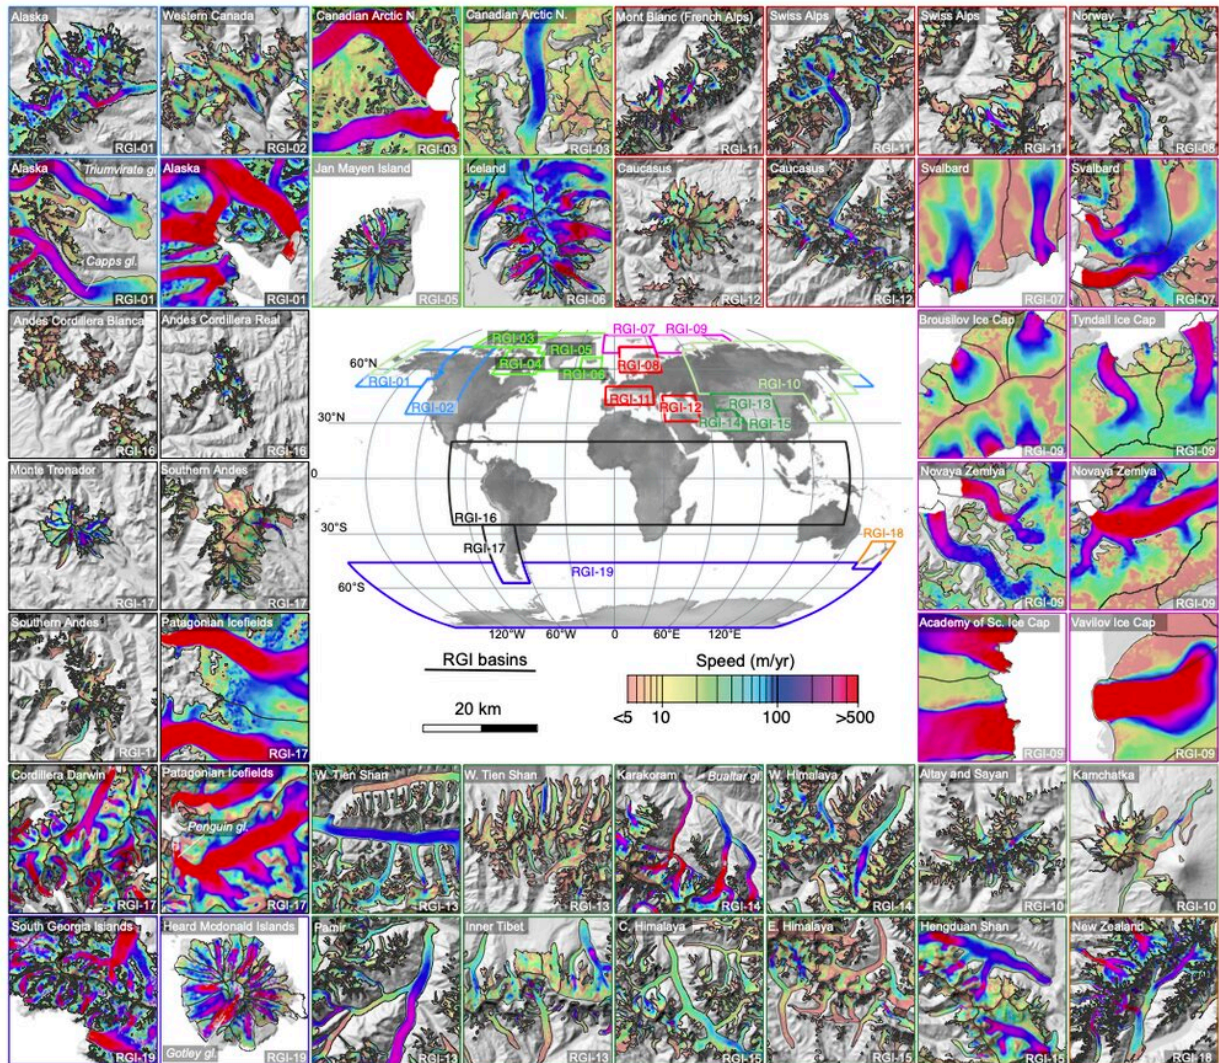 Alaska
RGI-01
Western Canada
RGI-02
Canadian Arctic N.
RGI-03
Canadian Arctic N.
RGI-03
Mont Blanc (French Alps)
RGI-11
Swiss Alps
RGI-11
Swiss Alps
RGI-11
Norway
RGI-08
Alaska
Triumvirate gl.
Capps gl.
RGI-01
Alaska
RGI-01
Jan Mayen Island
RGI-05
Iceland
RGI-06
Caucasus
RGI-12
Caucasus
RGI-12
Svalbard
RGI-07
Svalbard
RGI-07
Andes Cordillera Blanca
RGI-16
Andes Cordillera Real
RGI-16
Brousilov Ice Cap
RGI-09
Tyndall Ice Cap
RGI-09
Monte Tronador
RGI-17
Southern Andes
RGI-17
Novaya Zemlya
RGI-09
Novaya Zemlya
RGI-09
Southern Andes
RGI-17
Patagonian Icefields
RGI-17
Academy of Sc. Ice Cap
RGI-09
Vavilov Ice Cap
RGI-09
RGI-03
RGI-07
RGI-09
60°N
RGI-04
RGI-05
RGI-06
RGI-08
RGI-01
RGI-02
RGI-10
RGI-11
RGI-12
RGI-13
RGI-14
RGI-15
30°N
0
RGI-16
30°S
RGI-17
RGI-18
RGI-19
60°S
120°W
60°W
0
60°E
120°E
RGI basins
Speed (m/yr)
20 km
<5
10
100
>500
Cordillera Darwin
RGI-17
Patagonian Icefields
Penguin gl.
RGI-17
W. Tien Shan
RGI-13
W. Tien Shan
RGI-13
Karakoram
Bualtar gl.
RGI-14
W. Himalaya
RGI-14
Altay and Sayan
RGI-10
Kamchatka
RGI-10
South Georgia Islands
RGI-19
Heard Mcdonald Islands
Gotley gl.
RGI-19
Pamir
RGI-13
Inner Tibet
RGI-13
C. Himalaya
RGI-15
E. Himalaya
RGI-15
Hengduan Shan
RGI-15
New Zealand
RGI-18